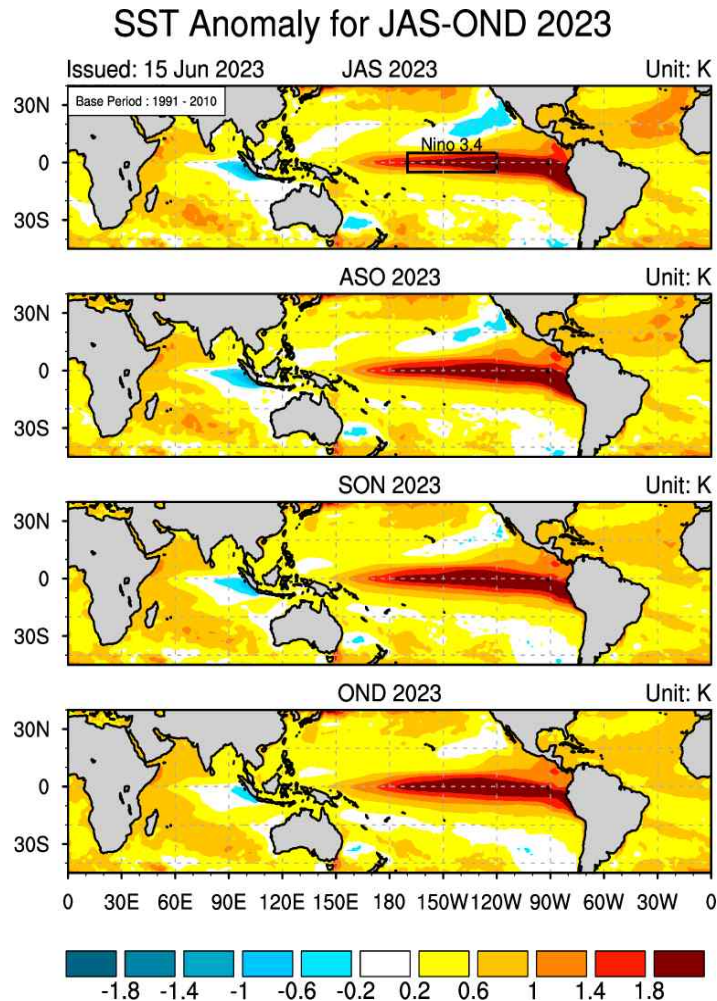 SST Anomaly for JAS-OND 2023
Issued: 15 Jun 2023 JAS 2023 Unit: K
Base Period : 1991 - 2010
30N
Nino 3.4
0
30S
ASO 2023 Unit: K
30N
0
30S
SON 2023 Unit: K
30N
0
30S
OND 2023 Unit: K
30N
0
30S
0 30E 60E 90E 120E 150E 180 150W 120W 90W 60W 30W 0
-1.8 -1.4 -1 -0.6 -0.2 0.2 0.6 1 1.4 1.8